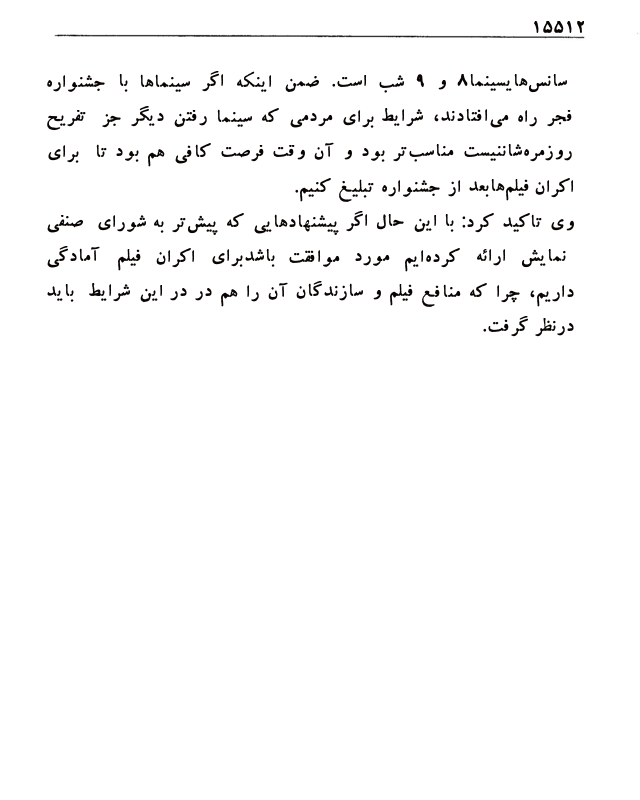 ۱۵۵۱۲
سانس‌هایسینما۸ و ۹ شب است. ضمن اینکه اگر سینماها با جشنواره
فجر راه می‌افتادند، شرایط برای مردمی که سینما رفتن دیگر جز تفریح
روزمره‌شاننیست مناسب‌تر بود و آن وقت فرصت کافی هم بود تا برای
اکران فیلم‌هابعد از جشنواره تبلیغ کنیم.
وی تاکید کرد: با این حال اگر پیشنهادهایی که پیش‌تر به شورای صنفی
نمایش ارائه کرده‌ایم مورد موافقت باشدبرای اکران فیلم آمادگی
داریم، چرا که منافع فیلم و سازندگان آن را هم در در این شرایط باید
درنظر گرفت.